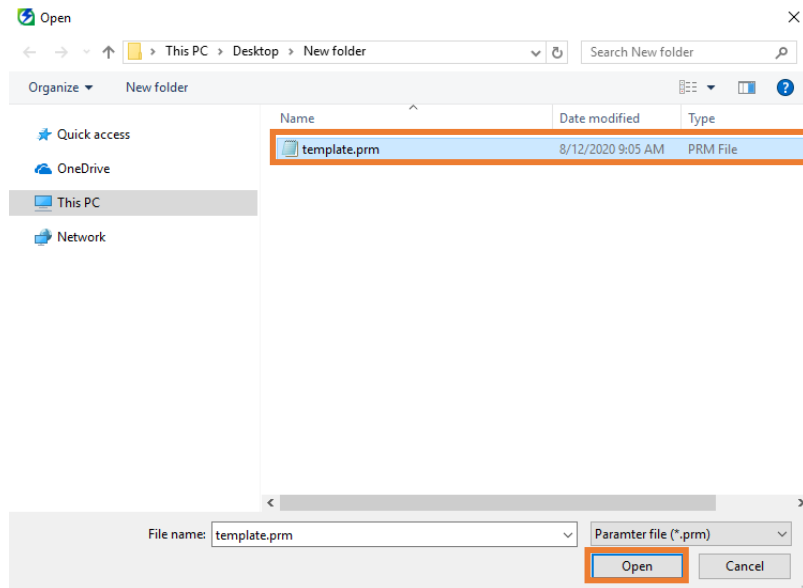 Open
This PC > Desktop > New folder
Search New folder
Organize
New folder
Name
Date modified
Type
Quick access
template.prm
8/12/2020 9:05 AM
PRM File
OneDrive
This PC
Network
File name:
template.prm
Paramter file (*.prm)
Open
Cancel